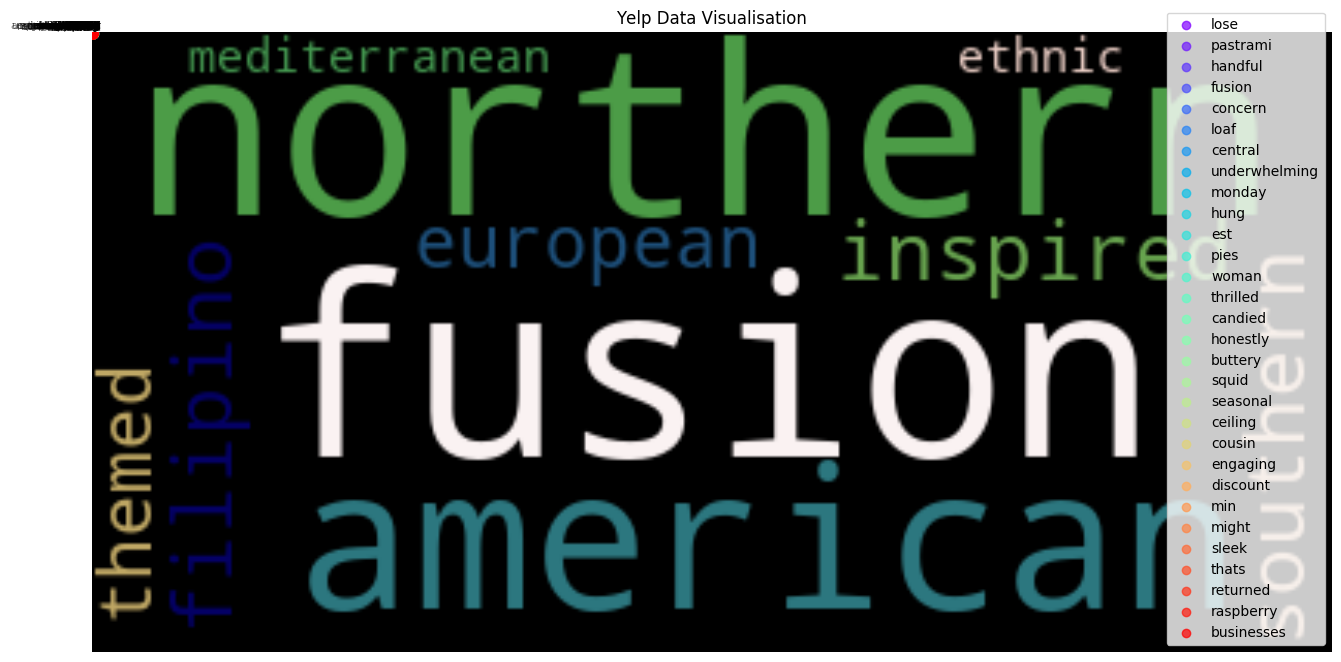 Yelp Data Visualisation
mediterranean
ethnic
northern
european
inspired
filipino
fusion
southern
themed
american
lose
pastrami
handful
fusion
concern
loaf
central
underwhelming
monday
hung
est
pies
woman
thrilled
candied
honestly
buttery
squid
seasonal
ceiling
cousin
engaging
discount
min
might
sleek
thats
returned
raspberry
businesses